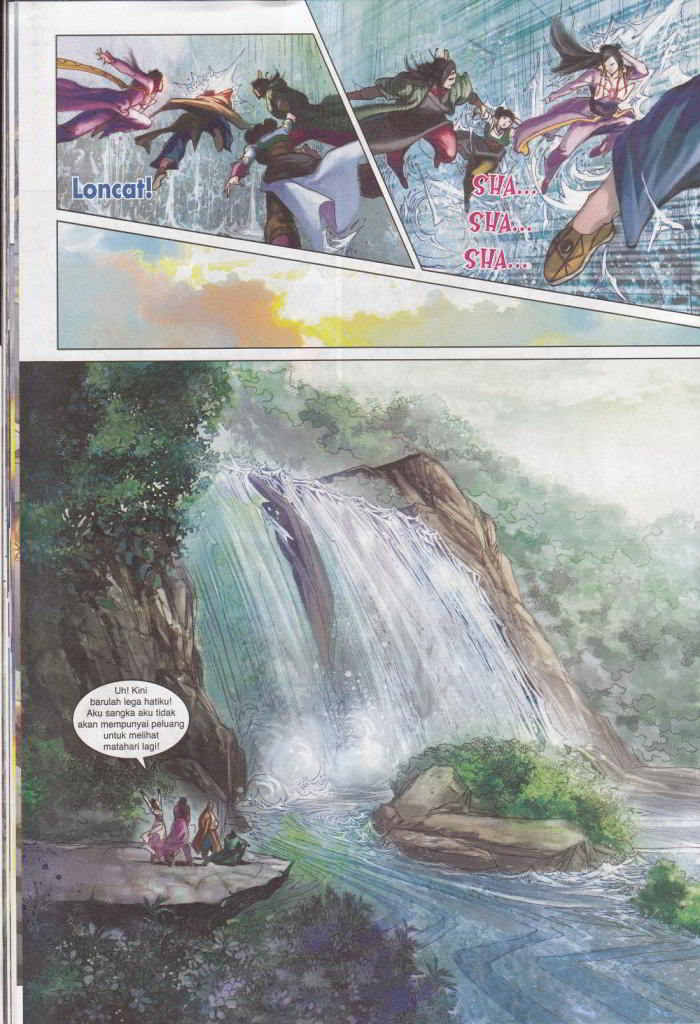 Loncat!
SHA...
SHA...
SHA...
Uh! Kini
barulah lega hatiku!
Aku sangka aku tidak
akan mempunyai peluang
untuk melihat
matahari lagi!